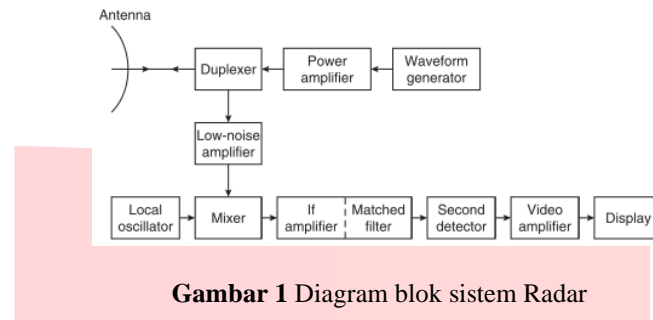 Antenna
Duplexer
Power
amplifier
Waveform
generator
Low-noise
amplifier
Local
oscillator
Mixer
If
amplifier
Matched
filter
Second
detector
Video
amplifier
Display
Gambar 1 Diagram blok sistem Radar